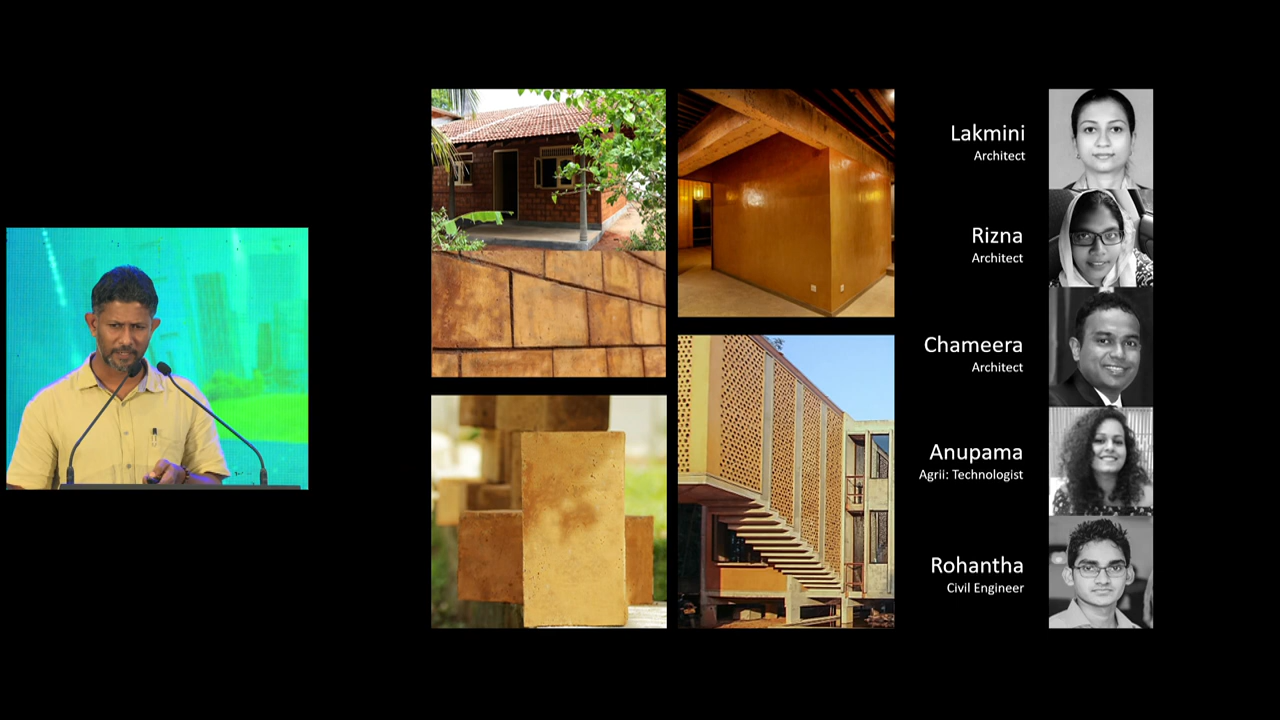 Lakmini
Architect
Rizna
Architect
Chameera
Architect
Anupama
Agrii: Technologist
Rohantha
Civil Engineer